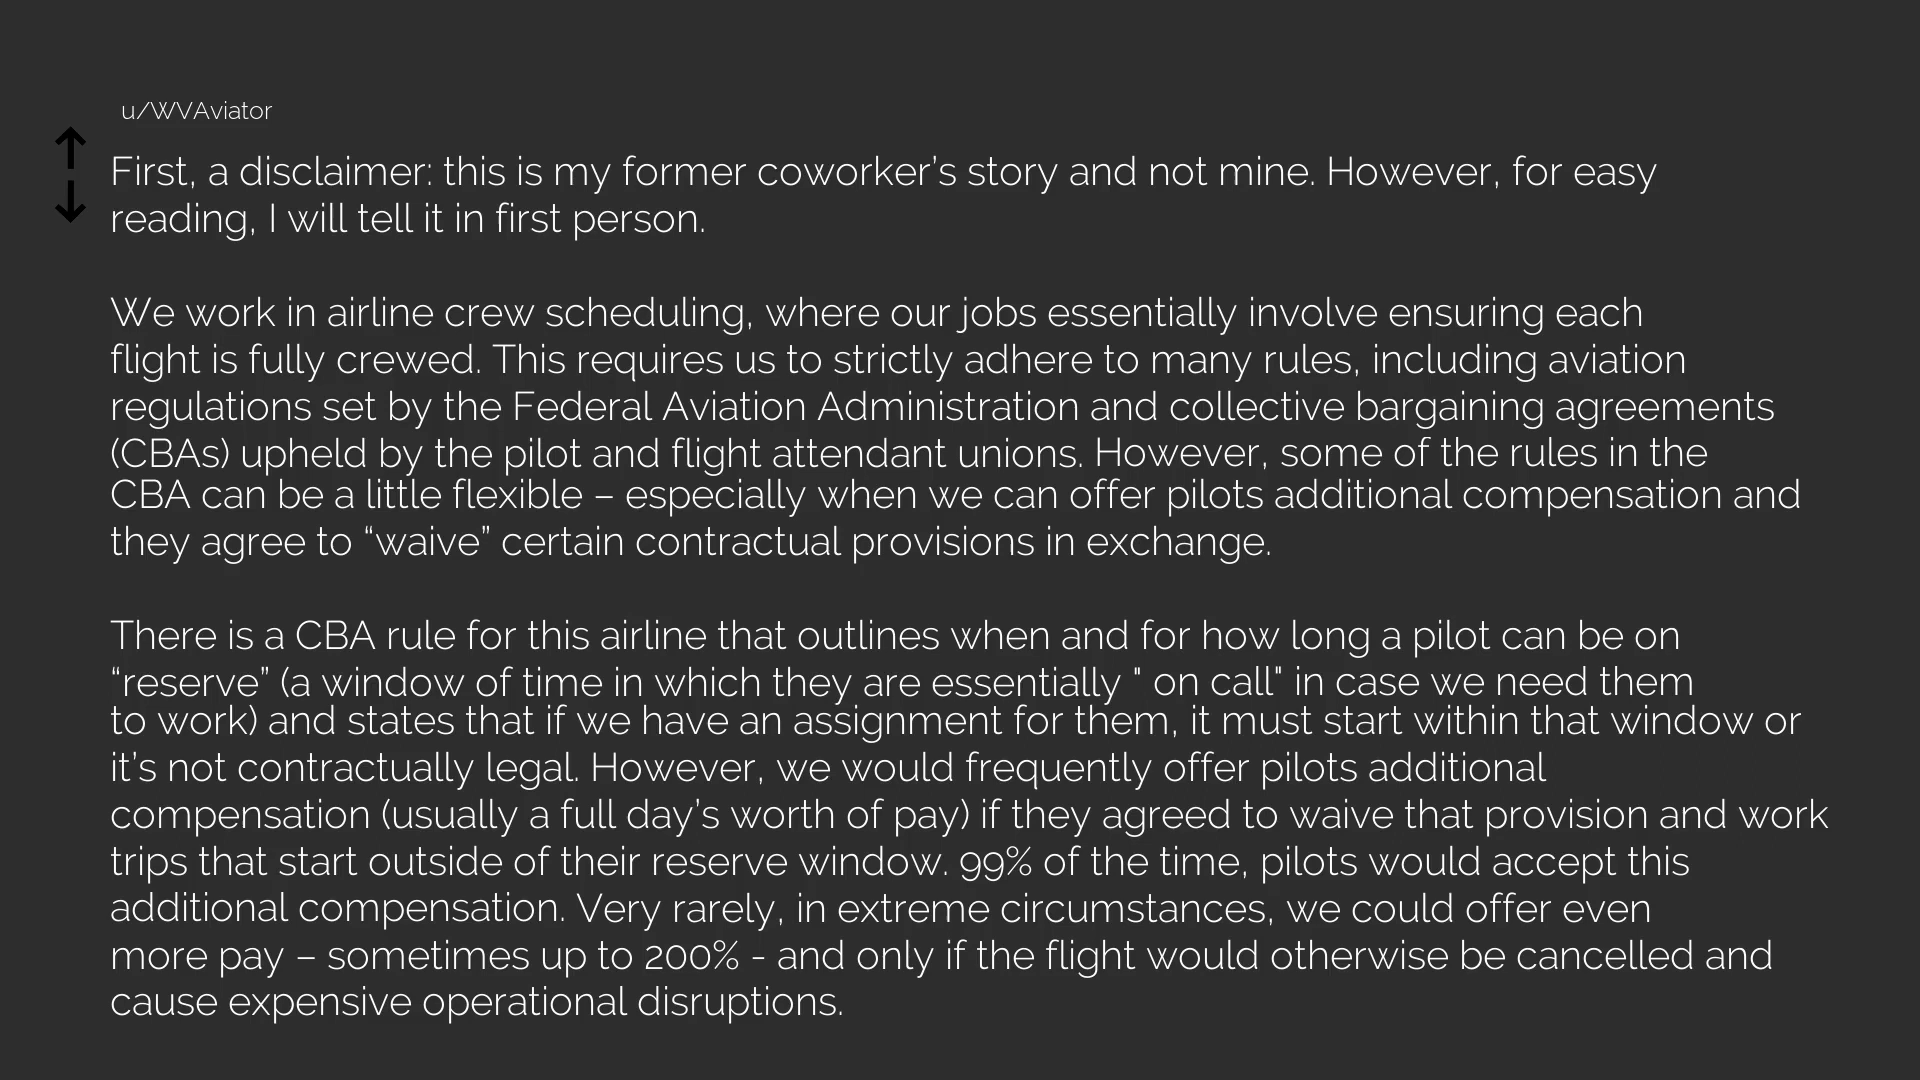 u/WVAviator
First, a disclaimer: this is my former coworker’s story and not mine. However, for easy
reading, I will tell it in first person.
We work in airline crew scheduling, where our jobs essentially involve ensuring each
flight is fully crewed. This requires us to strictly adhere to many rules, including aviation
regulations set by the Federal Aviation Administration and collective bargaining agreements
(CBAs) upheld by the pilot and flight attendant unions. However, some of the rules in the
CBA can be a little flexible – especially when we can offer pilots additional compensation and
they agree to “waive” certain contractual provisions in exchange.
There is a CBA rule for this airline that outlines when and for how long a pilot can be on
“reserve” (a window of time in which they are essentially " on call" in case we need them
to work) and states that if we have an assignment for them, it must start within that window or
it’s not contractually legal. However, we would frequently offer pilots additional
compensation (usually a full day’s worth of pay) if they agreed to waive that provision and work
trips that start outside of their reserve window. 99% of the time, pilots would accept this
additional compensation. Very rarely, in extreme circumstances, we could offer even
more pay – sometimes up to 200% - and only if the flight would otherwise be cancelled and
cause expensive operational disruptions.